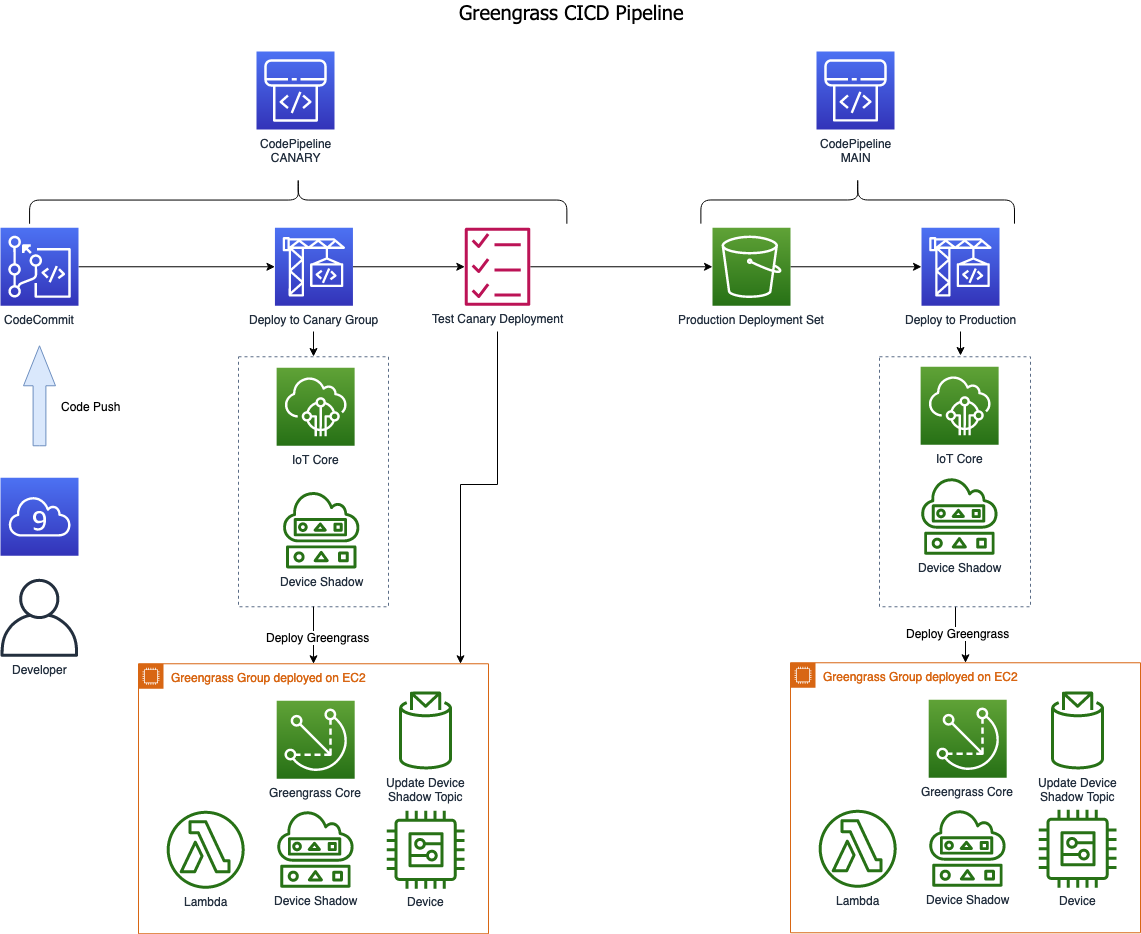 Greengrass CICD Pipeline
CodePipeline
CANARY
CodePipeline
MAIN
CodeCommit
Deploy to Canary Group
Test Canary Deployment
Production Deployment Set
Deploy to Production
Code Push
IoT Core
Device Shadow
IoT Core
Device Shadow
9
Developer
Deploy Greengrass
Deploy Greengrass
Greengrass Group deployed on EC2
Greengrass Core
Update Device
Shadow Topic
Lambda
Device Shadow
Device
Greengrass Group deployed on EC2
Greengrass Core
Update Device
Shadow Topic
Lambda
Device Shadow
Device